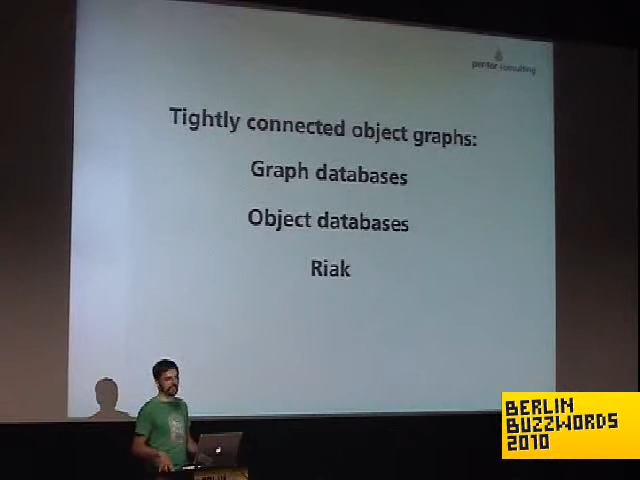 peritor consulting
Tightly connected object graphs:
Graph databases
Object databases
Riak
BERLIN
BUZZWORDS
2010